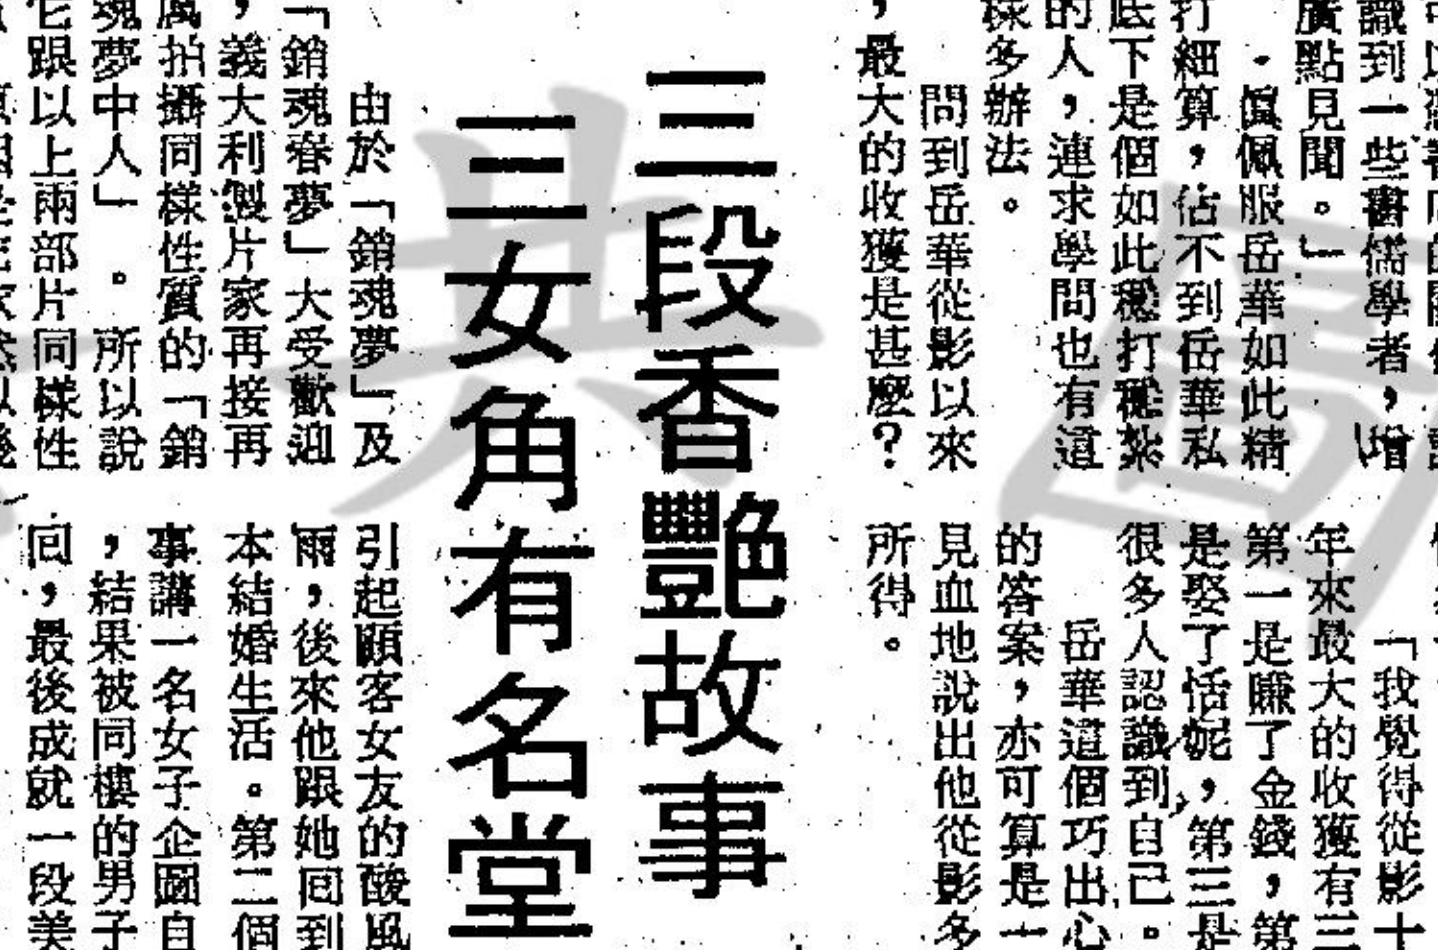 識到一些書儒學者，增
廣點見聞。」
眞佩服岳華如此精
打細算，估不到岳華私
底下是個如此穩打穩紮
的人，連求學問也有這
樣多辦法。
問到岳華從影以來
，最大的收獲是甚麼？
「我覺得從影十
年來最大的收獲有三
第一是賺了金錢，第
是娶了恬妮，第三是
很多人認識到自己。
岳華這個巧出心
的答案，亦可算是一
見血地說出他從影多
所得。
三段香艷故事
三女角有名堂
由於「銷魂夢」及
「銷魂春夢」大受歡迎
，義大利製片家再接再
風拍攝同樣性質的「銷
魂夢中人」。所以說
它跟以上兩部片同樣性
引起顧客女友的酸風
雨，後來他跟她回到
本結婚生活。第二個
事講一名女子企圖自
，結果被同樓的男子
回，最後成就一段美